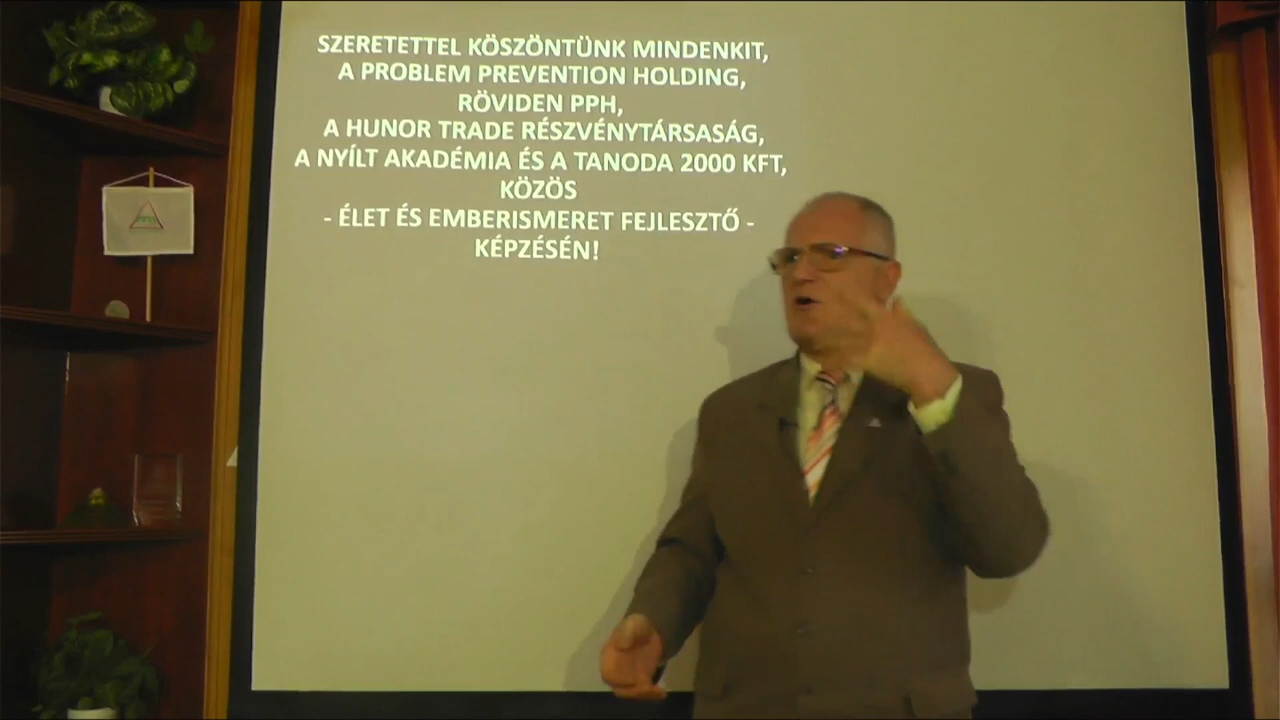 SZERETETTEL KÖSZÖNTÜNK MINDENKIT,
A PROBLEM PREVENTION HOLDING,
RÖVIDEN PPH,
A HUNOR TRADE RÉSZVÉNYTÁRSASÁG,
A NYÍLT AKADÉMIA ÉS A TANODA 2000 KFT,
KÖZÖS
- ÉLET ÉS EMBERISMERET FEJLESZTŐ -
KÉPZÉSÉN!